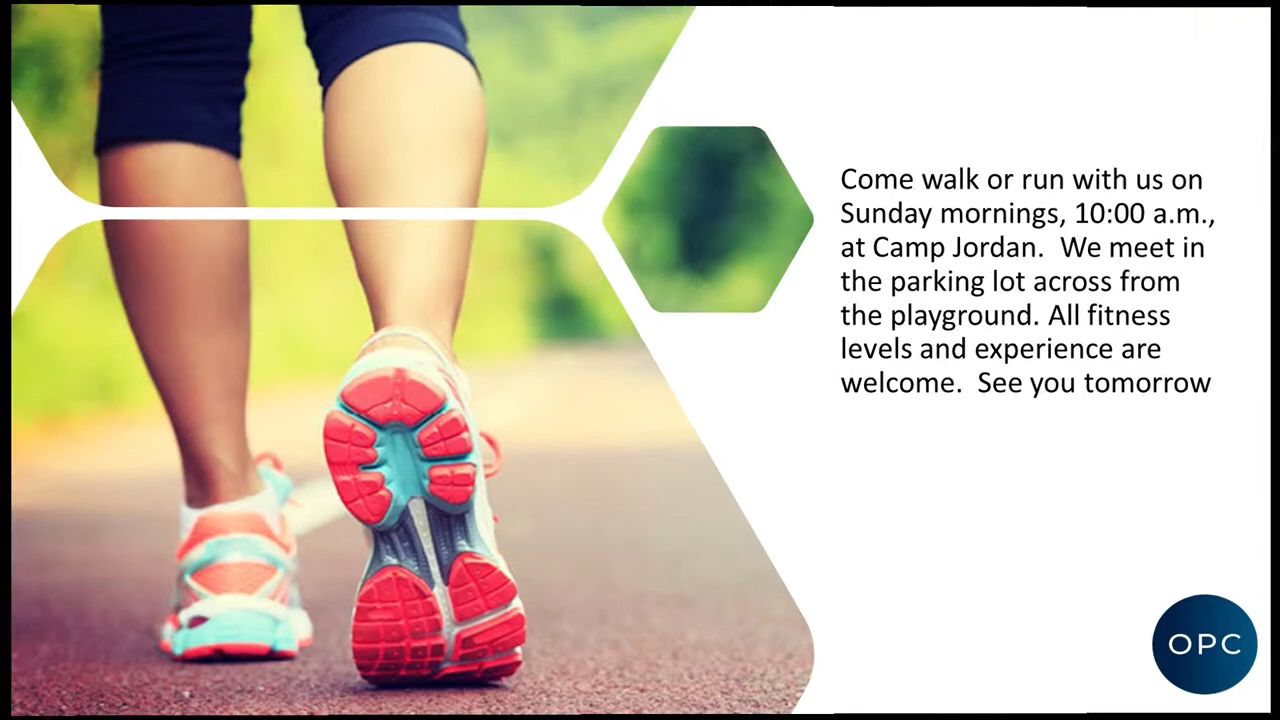 Come walk or run with us on
Sunday mornings, 10:00 a.m.,
at Camp Jordan.  We meet in
the parking lot across from
the playground. All fitness
levels and experience are
welcome.  See you tomorrow
OPC